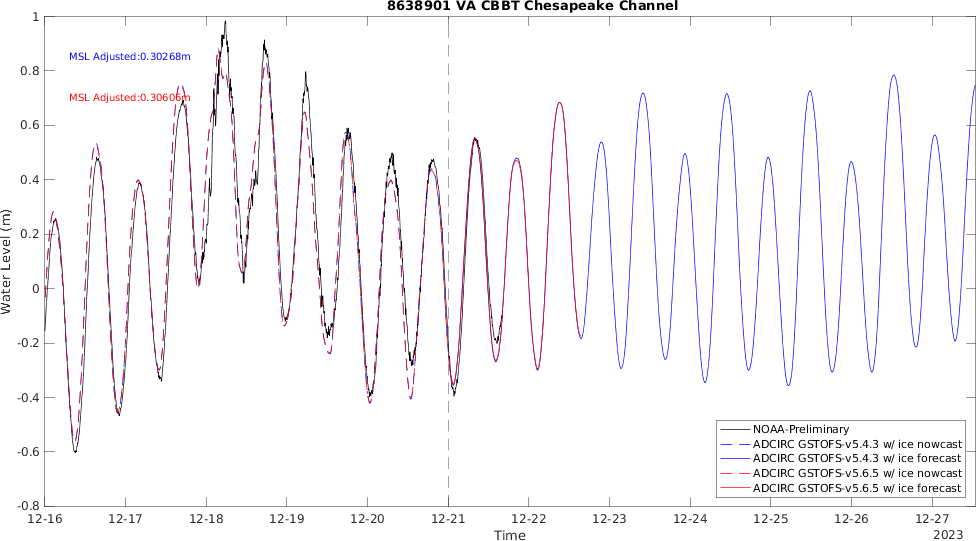 8638901 VA CBBT Chesapeake Channel
MSL Adjusted:0.30268m
MSL Adjusted:0.30606m
Water Level (m)
1
0.8
0.6
0.4
0.2
0
-0.2
-0.4
-0.6
-0.8
NOAA-Preliminary
ADCIRC GSTOFS-v5.4.3 w/ ice nowcast
ADCIRC GSTOFS-v5.4.3 w/ ice forecast
ADCIRC GSTOFS-v5.6.5 w/ ice nowcast
ADCIRC GSTOFS-v5.6.5 w/ ice forecast
12-16 12-17 12-18 12-19 12-20 12-21 12-22 12-23 12-24 12-25 12-26 12-27
Time
2023